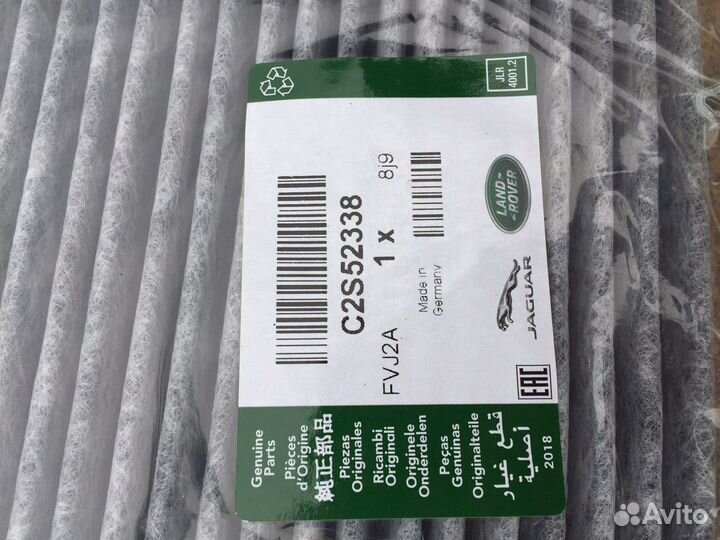 JLR
4001.2
C2S52338
1 x
8j9
FVJ2A
Made in
Germany
LAND
ROVER
JAGUAR
EAC
Genuine
Parts
Pièces
d'Origine
純正部品
Piezas
Originales
Ricambi
Originali
Originele
Onderdelen
Peças
Genuinas
Originalteile
قطع غيار
أصلية
2018
Avito